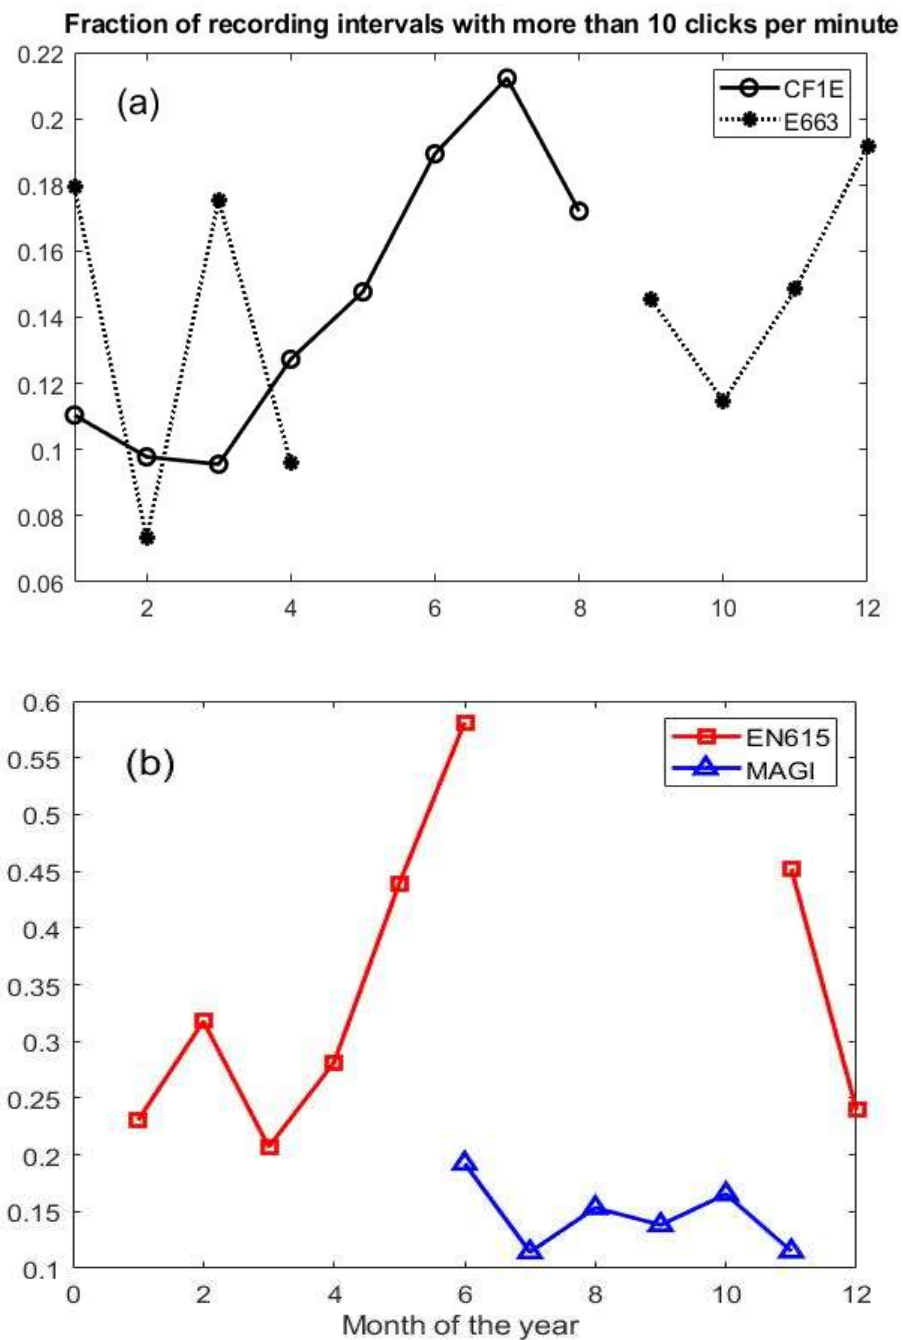 Fraction of recording intervals with more than 10 clicks per minute
0.22
(a)
CF1E
E663
0.2
0.18
0.16
0.14
0.12
0.1
0.08
0.06
2 4 6 8 10 12
0.6
(b)
EN615
MAGI
0.55
0.5
0.45
0.4
0.35
0.3
0.25
0.2
0.15
0.1
0 2 4 6 8 10 12
Month of the year